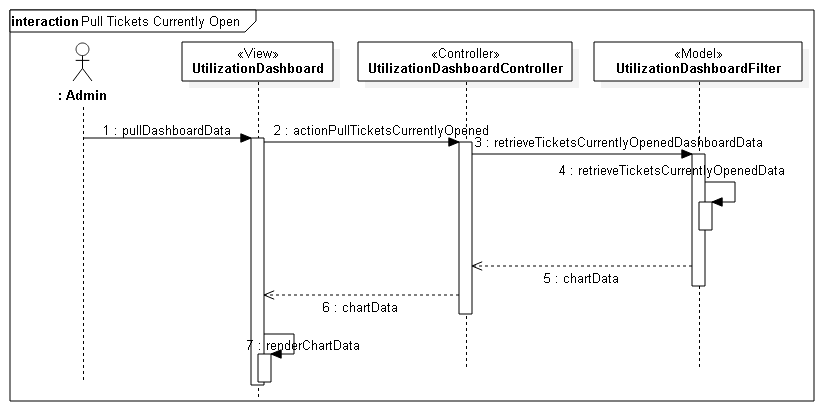 interaction Pull Tickets Currently Open
«View»
UtilizationDashboard
«Controller»
UtilizationDashboardController
«Model»
UtilizationDashboardFilter
: Admin
1 : pullDashboardData
2 : actionPullTicketsCurrentlyOpened
3 : retrieveTicketsCurrentlyOpenedDashboardData
4 : retrieveTicketsCurrentlyOpenedData
5 : chartData
6 : chartData
7 : renderChartData